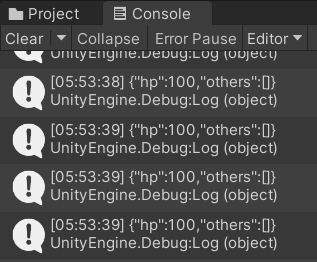 Project
Console
Clear
Collapse
Error Pause
Editor
UnityEngine.Debug:Log (object)
[05:53:38] {"hp":100,"others":[]}
UnityEngine.Debug:Log (object)
[05:53:39] {"hp":100,"others":[]}
UnityEngine.Debug:Log (object)
[05:53:39] {"hp":100,"others":[]}
UnityEngine.Debug:Log (object)
[05:53:39] {"hp":100,"others":[]}
UnityEngine.Debug:Log (object)